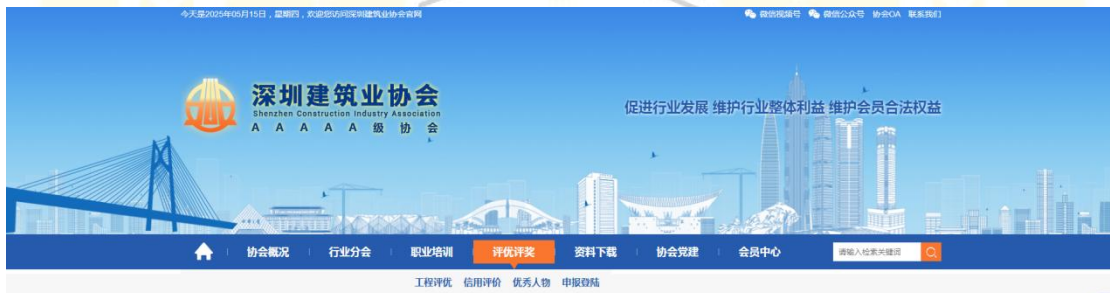 今天是2025年05月15日，星期四，欢迎您访问深圳建筑业协会官网 微信视频号 微信公众号 协会OA 联系我们
深圳建筑业协会
Shenzhen Construction Industry Association
AAAAA级协会
促进行业发展 维护行业整体利益 维护会员合法权益
协会概况 行业分会 职业培训 评优评奖 资料下载 协会党建 会员中心 请输入检索关键词
工程评优 信用评价 优秀人物 申报登陆